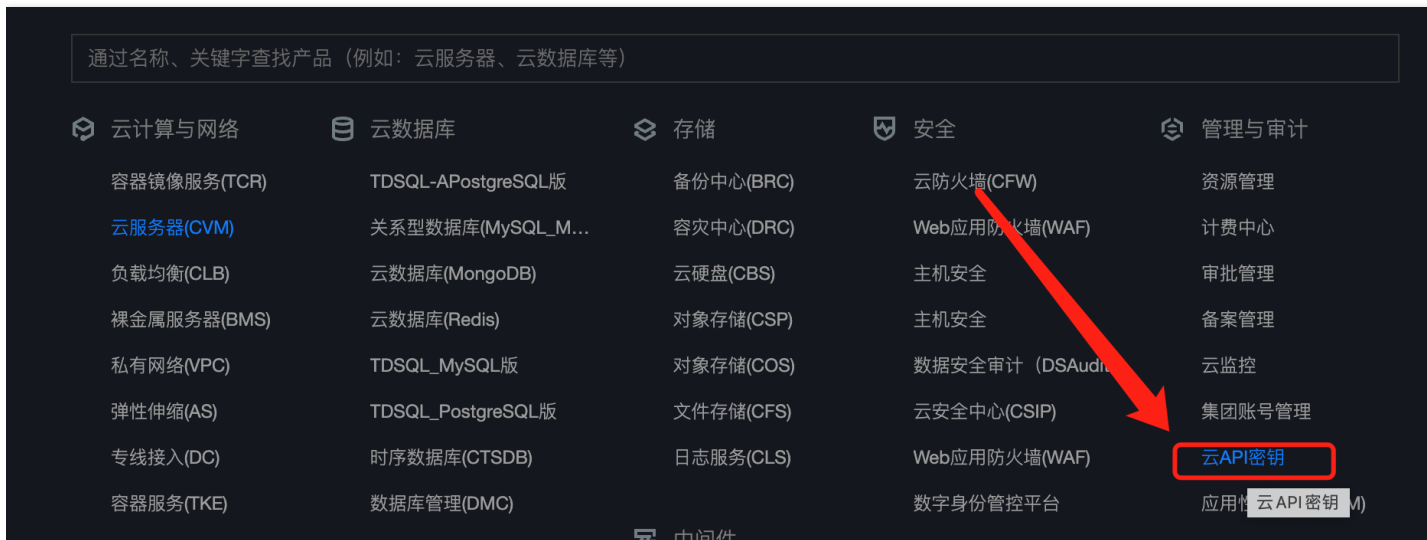 通过名称、关键字查找产品（例如：云服务器、云数据库等）
云计算与网络
容器镜像服务(TCR)
云服务器(CVM)
负载均衡(CLB)
裸金属服务器(BMS)
私有网络(VPC)
弹性伸缩(AS)
专线接入(DC)
容器服务(TKE)
云数据库
TDSQL-APostgreSQL版
关系型数据库(MySQL_M...
云数据库(MongoDB)
云数据库(Redis)
TDSQL_MySQL版
TDSQL_PostgreSQL版
时序数据库(CTSDB)
数据库管理(DMC)
存储
备份中心(BRC)
容灾中心(DRC)
云硬盘(CBS)
对象存储(CSP)
对象存储(COS)
文件存储(CFS)
日志服务(CLS)
中间件
安全
云防火墙(CFW)
Web应用防火墙(WAF)
主机安全
主机安全
数据安全审计（DSAudit
云安全中心(CSIP)
Web应用防火墙(WAF)
数字身份管控平台
管理与审计
资源管理
计费中心
审批管理
备案管理
云监控
集团账号管理
云API密钥
应用
云API密钥